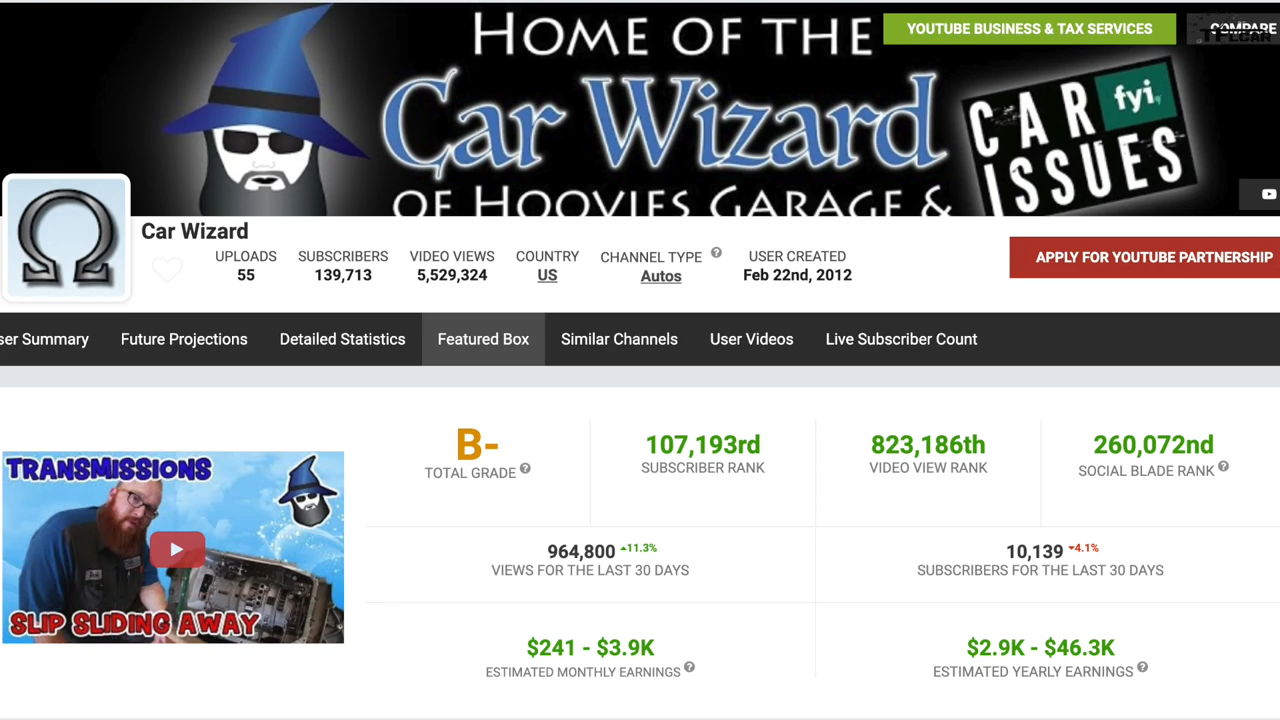 HOME OF THE
YOUTUBE BUSINESS & TAX SERVICES
COMPARE
Car Wizard
CAR fyi
ISSUES
OF HOOVIES GARAGE &
Ω
Car Wizard
UPLOADS SUBSCRIBERS VIDEO VIEWS COUNTRY CHANNEL TYPE ? USER CREATED
55 139,713 5,529,324 US Autos Feb 22nd, 2012
APPLY FOR YOUTUBE PARTNERSHIP
ser Summary Future Projections Detailed Statistics Featured Box Similar Channels User Videos Live Subscriber Count
B- 107,193rd 823,186th 260,072nd
TOTAL GRADE ? SUBSCRIBER RANK VIDEO VIEW RANK SOCIAL BLADE RANK ?
TRANSMISSIONS
SLIP SLIDING AWAY
964,800 11.3% 10,139 -4.1%
VIEWS FOR THE LAST 30 DAYS SUBSCRIBERS FOR THE LAST 30 DAYS
$241 - $3.9K $2.9K - $46.3K
ESTIMATED MONTHLY EARNINGS ? ESTIMATED YEARLY EARNINGS ?